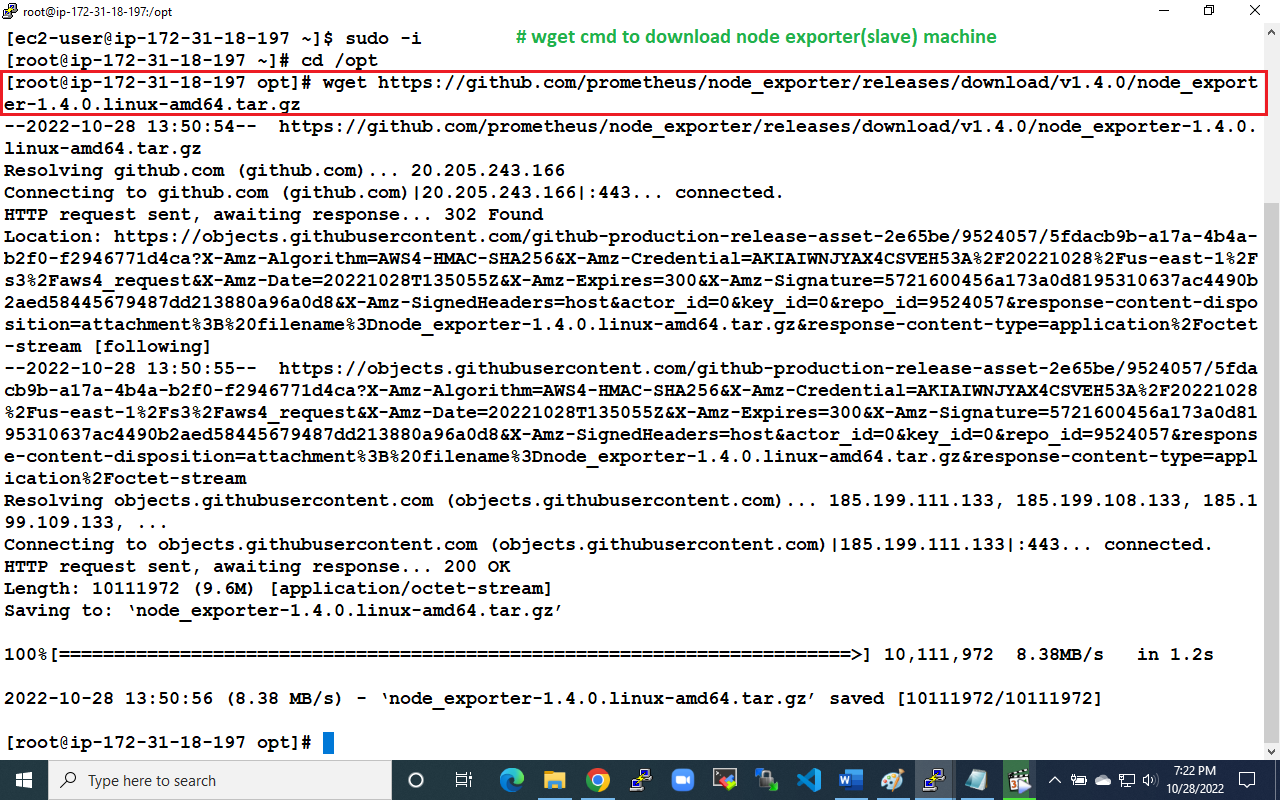 root@ip-172-31-18-197:/opt
[ec2-user@ip-172-31-18-197 ~]$ sudo -i
# wget cmd to download node exporter(slave) machine
[root@ip-172-31-18-197 ~]# cd /opt
[root@ip-172-31-18-197 opt]# wget https://github.com/prometheus/node_exporter/releases/download/v1.4.0/node_export
er-1.4.0.linux-amd64.tar.gz
--2022-10-28 13:50:54--  https://github.com/prometheus/node_exporter/releases/download/v1.4.0/node_exporter-1.4.0.
linux-amd64.tar.gz
Resolving github.com (github.com)... 20.205.243.166
Connecting to github.com (github.com)|20.205.243.166|:443... connected.
HTTP request sent, awaiting response... 302 Found
Location: https://objects.githubusercontent.com/github-production-release-asset-2e65be/9524057/5fdacb9b-a17a-4b4a-
b2f0-f2946771d4ca?X-Amz-Algorithm=AWS4-HMAC-SHA256&X-Amz-Credential=AKIAIWNJYAX4CSVEH53A%2F20221028%2Fus-east-1%2F
s3%2Faws4_request&X-Amz-Date=20221028T135055Z&X-Amz-Expires=300&X-Amz-Signature=5721600456a173a0d8195310637ac4490b
2aed58445679487dd213880a96a0d8&X-Amz-SignedHeaders=host&actor_id=0&key_id=0&repo_id=9524057&response-content-dispo
sition=attachment%3B%20filename%3Dnode_exporter-1.4.0.linux-amd64.tar.gz&response-content-type=application%2Foctet
-stream [following]
--2022-10-28 13:50:55--  https://objects.githubusercontent.com/github-production-release-asset-2e65be/9524057/5fda
cb9b-a17a-4b4a-b2f0-f2946771d4ca?X-Amz-Algorithm=AWS4-HMAC-SHA256&X-Amz-Credential=AKIAIWNJYAX4CSVEH53A%2F20221028
%2Fus-east-1%2Fs3%2Faws4_request&X-Amz-Date=20221028T135055Z&X-Amz-Expires=300&X-Amz-Signature=5721600456a173a0d81
95310637ac4490b2aed58445679487dd213880a96a0d8&X-Amz-SignedHeaders=host&actor_id=0&key_id=0&repo_id=9524057&respons
e-content-disposition=attachment%3B%20filename%3Dnode_exporter-1.4.0.linux-amd64.tar.gz&response-content-type=appl
ication%2Foctet-stream
Resolving objects.githubusercontent.com (objects.githubusercontent.com)... 185.199.111.133, 185.199.108.133, 185.1
99.109.133, ...
Connecting to objects.githubusercontent.com (objects.githubusercontent.com)|185.199.111.133|:443... connected.
HTTP request sent, awaiting response... 200 OK
Length: 10111972 (9.6M) [application/octet-stream]
Saving to: ‘node_exporter-1.4.0.linux-amd64.tar.gz’
100%[========================================================================>] 10,111,972  8.38MB/s   in 1.2s
2022-10-28 13:50:56 (8.38 MB/s) - ‘node_exporter-1.4.0.linux-amd64.tar.gz’ saved [10111972/10111972]
[root@ip-172-31-18-197 opt]#
Type here to search
7:22 PM
10/28/2022